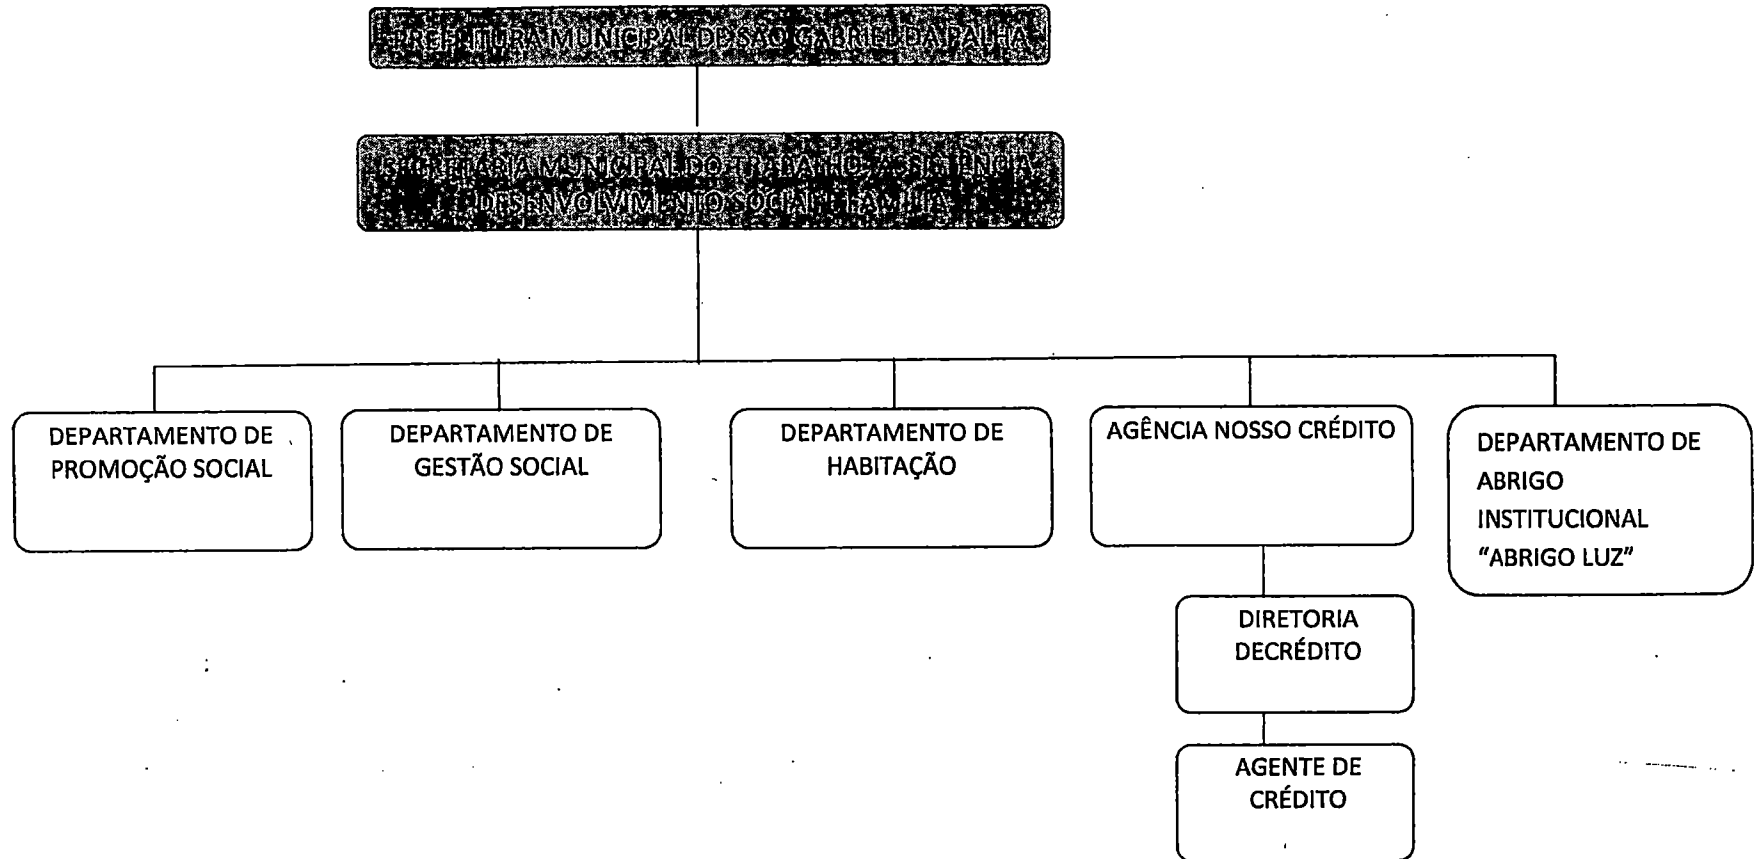 PREFEITURA MUNICIPAL DE SÃO GABRIEL DA PALHA
SECRETARIA MUNICIPAL DO TRABALHO ASSISTÊNCIA
DESENVOLVIMENTO SOCIAL E FAMÍLIA
DEPARTAMENTO DE
PROMOÇÃO SOCIAL
DEPARTAMENTO DE
GESTÃO SOCIAL
DEPARTAMENTO DE
HABITAÇÃO
AGÊNCIA NOSSO CRÉDITO
DEPARTAMENTO DE
ABRIGO
INSTITUCIONAL
“ABRIGO LUZ”
DIRETORIA
DECRÉDITO
AGENTE DE
CRÉDITO